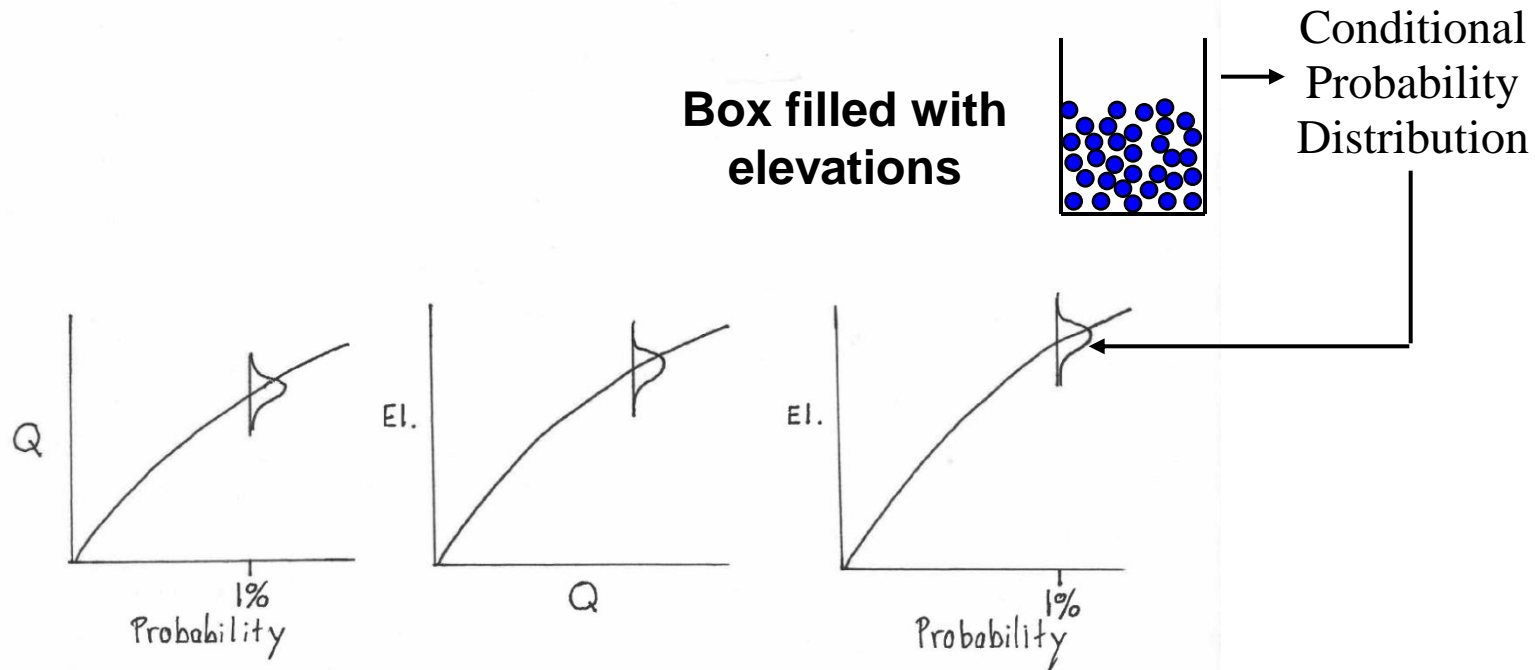 Conditional
Probability
Distribution
Box filled with
elevations
Q
1%
Probability
El.
Q
El.
1%
Probability